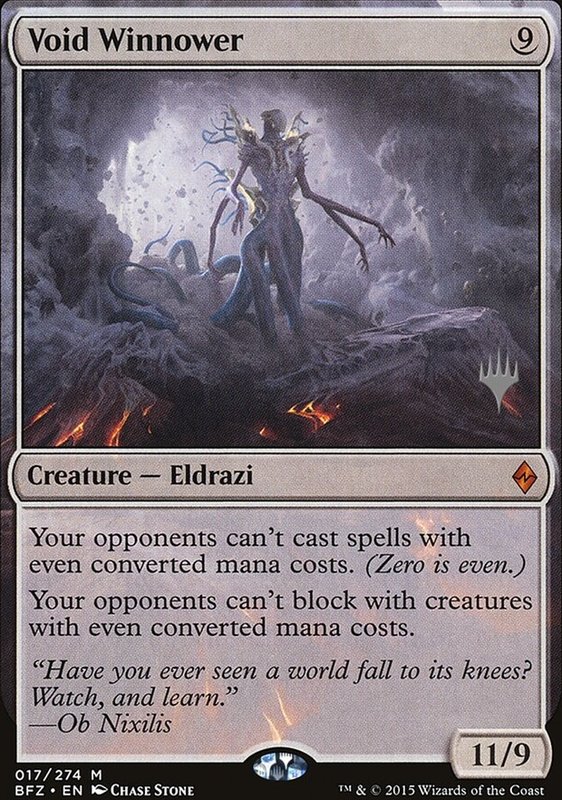 Void Winnower 9
Creature — Eldrazi
Your opponents can't cast spells with
even converted mana costs. (Zero is even.)
Your opponents can't block with creatures
with even converted mana costs.
“Have you ever seen a world fall to its knees?
Watch, and learn.”
—Ob Nixilis
11/9
017/274 M
BFZ • EN Chase Stone
™ & © 2015 Wizards of the Coast